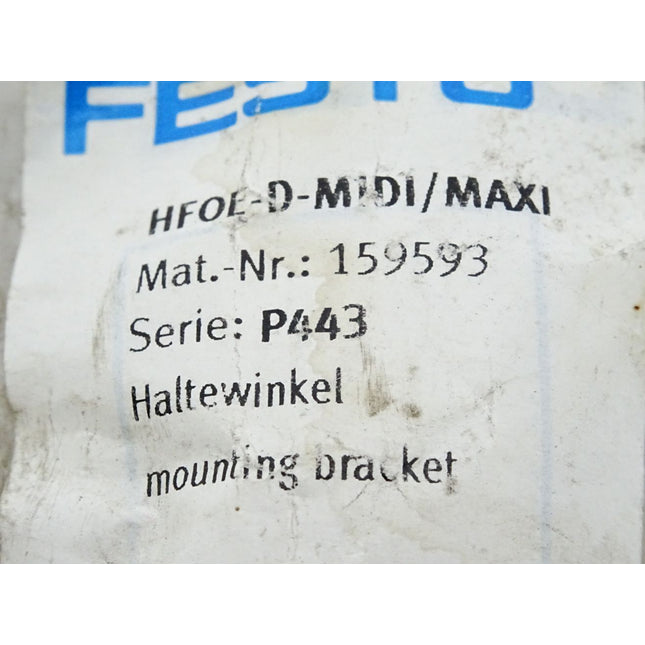 FESTO
HFOE-D-MIDI/MAXI
Mat.-Nr.: 159593
Serie: P443
Haltewinkel
mounting bracket